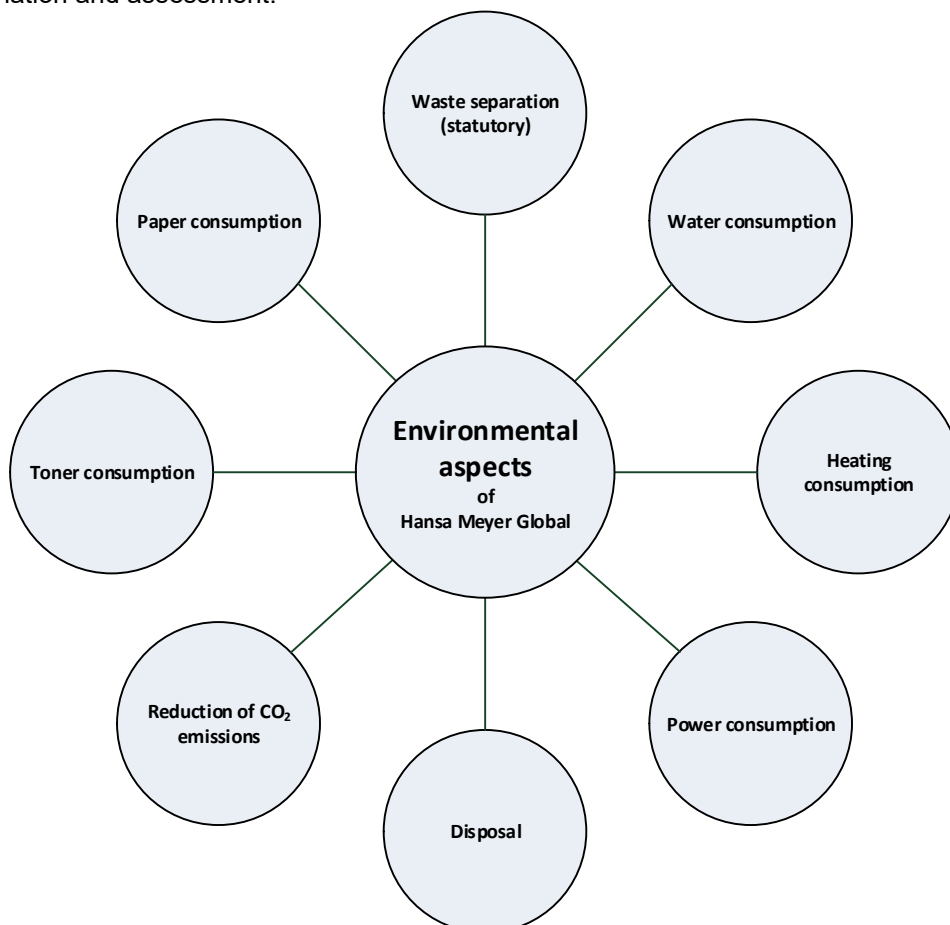 and assessment.
Waste separation
(statutory)
Paper consumption
Water consumption
Environmental
aspects
of
Hansa Meyer Global
Toner consumption
Heating
consumption
Reduction of CO₂
emissions
Power consumption
Disposal